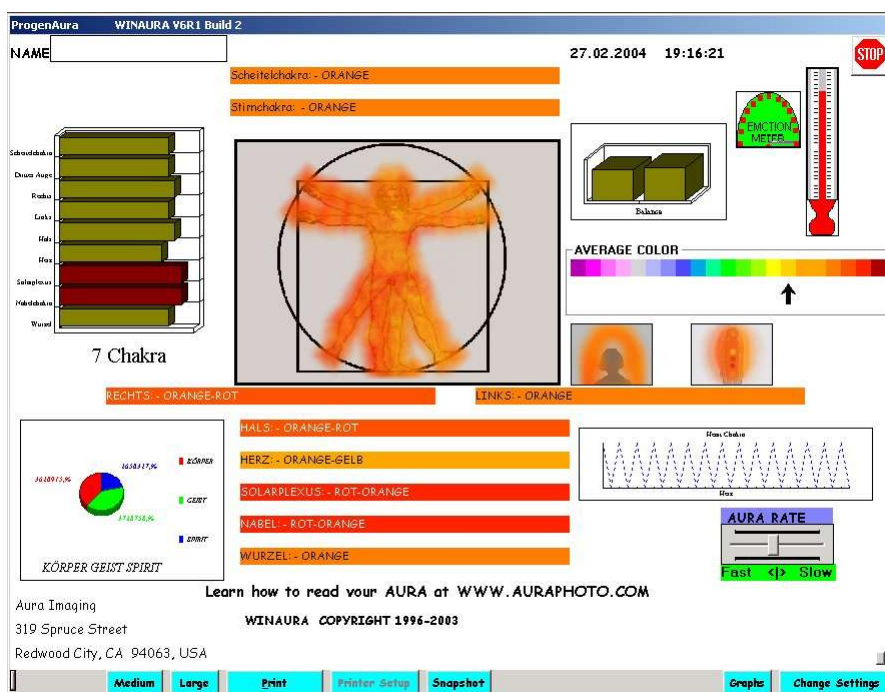 ProgenAura WINAURA V6R1 Build 2
NAME
27.02.2004 19:16:21
STOP
Scheitelchakra: - ORANGE
Stirnchakra: - ORANGE
EMCTION
METER
Balance
Rechts
Links
Hals
Herz
Solarplexus
Nabelchakra
Wurzel
7 Chakra
AVERAGE COLOR
RECHTS: - ORANGE-ROT
LINKS: - ORANGE
HALS: - ORANGE-ROT
HERZ: - ORANGE-GELB
SOLARPLEXUS: - ROT-ORANGE
NABEL: - ROT-ORANGE
WURZEL: - ORANGE
KÖRPER
GEIST
SPIRIT
KÖRPER GEIST SPIRIT
Herz Chakra
Herz
AURA RATE
Fast <|> Slow
Learn how to read your AURA at WWW.AURAPHOTO.COM
WINAURA COPYRIGHT 1996-2003
Aura Imaging
319 Spruce Street
Redwood City, CA 94063, USA
Medium Large Print Printer Setup Snapshot Graphs Change Settings